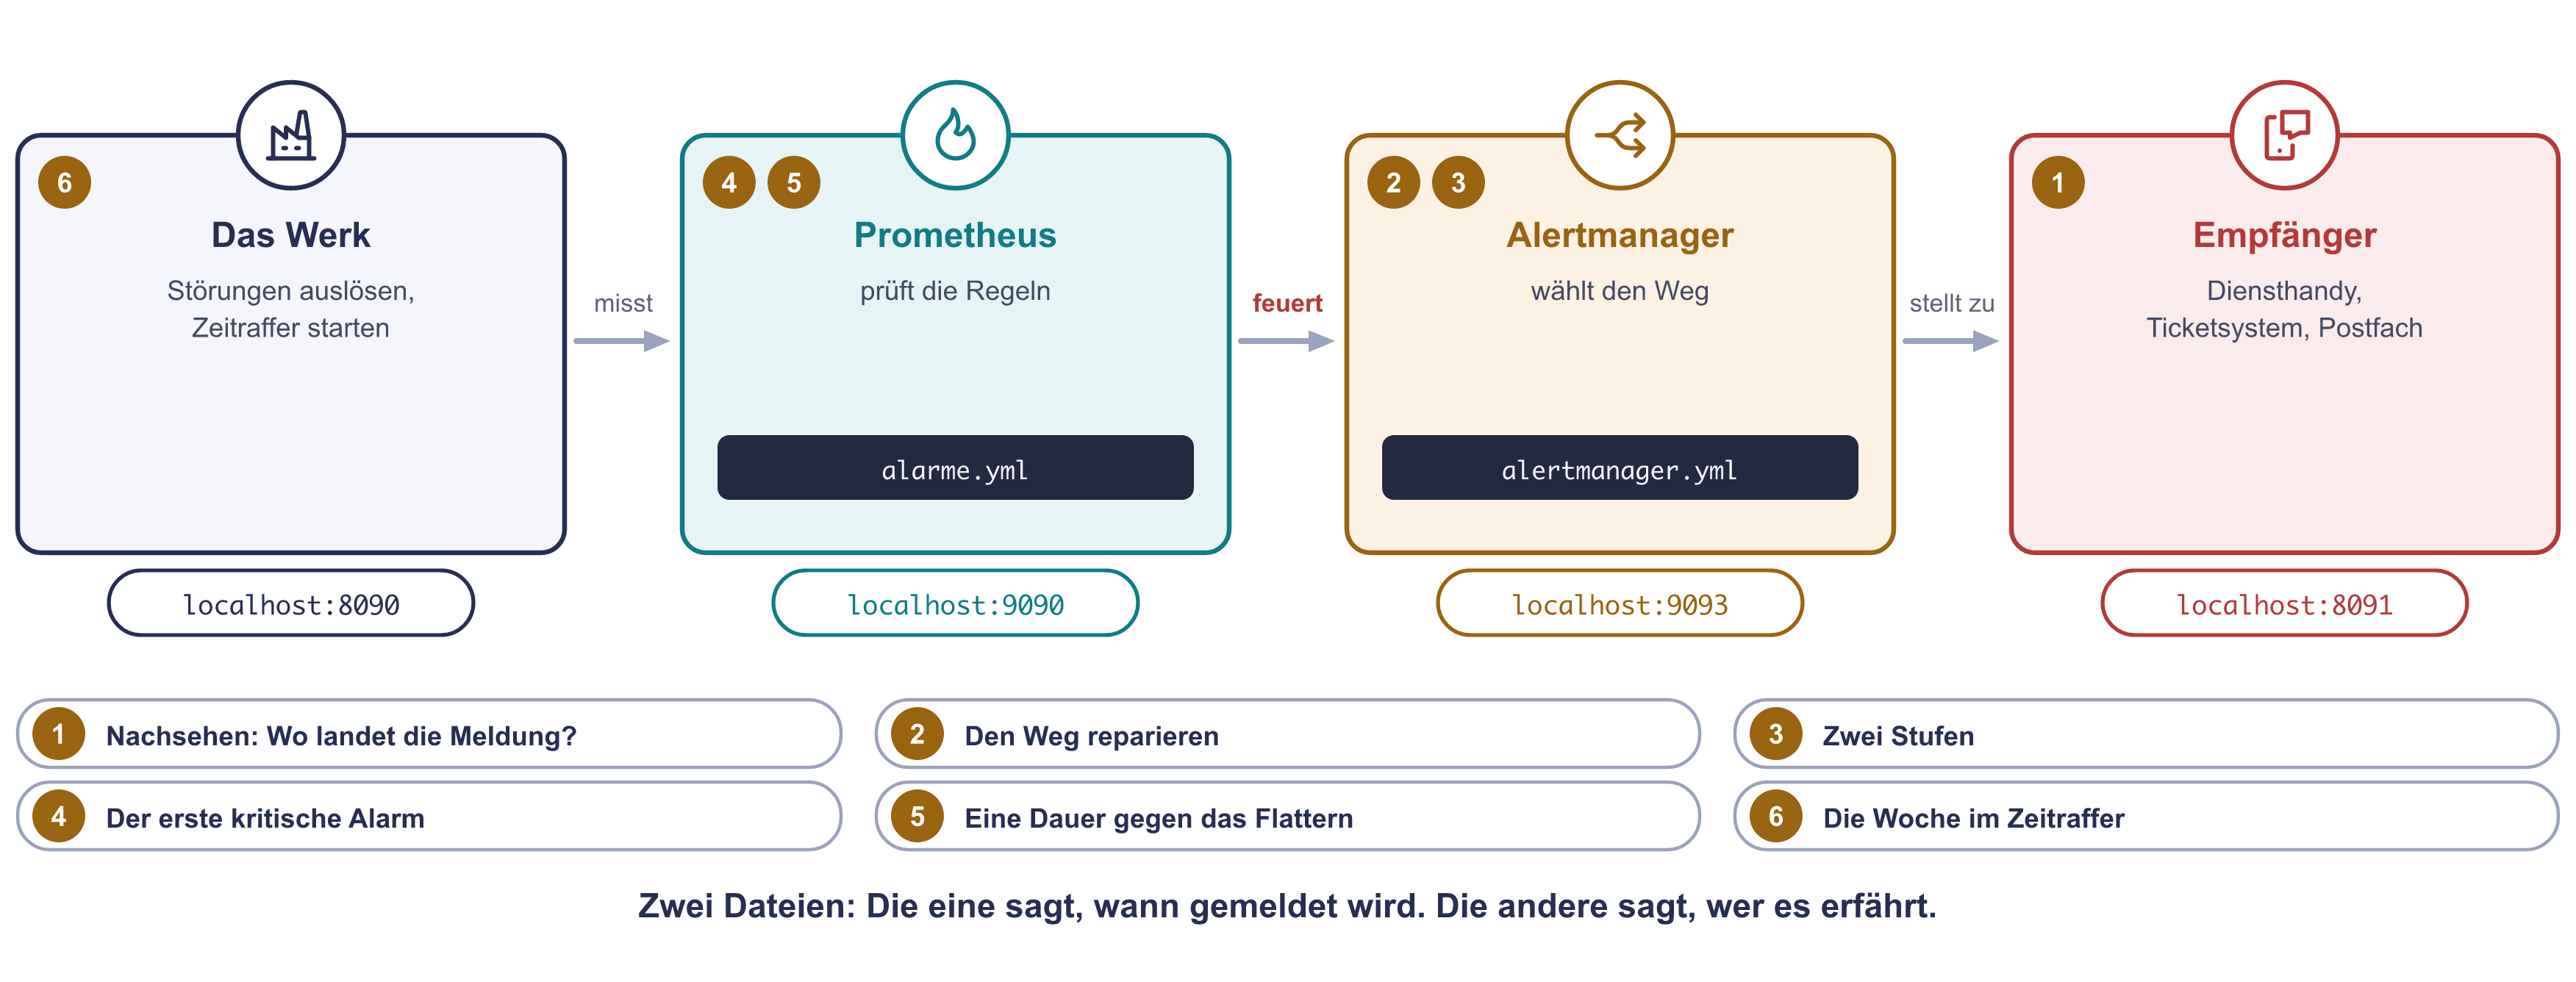 6
Das Werk
Störungen auslösen,
Zeitraffer starten
localhost:8090
misst
4 5
Prometheus
prüft die Regeln
alarme.yml
localhost:9090
feuert
2 3
Alertmanager
wählt den Weg
alertmanager.yml
localhost:9093
stellt zu
1
Empfänger
Diensthandy,
Ticketsystem, Postfach
localhost:8091
1 Nachsehen: Wo landet die Meldung?
2 Den Weg reparieren
3 Zwei Stufen
4 Der erste kritische Alarm
5 Eine Dauer gegen das Flattern
6 Die Woche im Zeitraffer
Zwei Dateien: Die eine sagt, wann gemeldet wird. Die andere sagt, wer es erfährt.